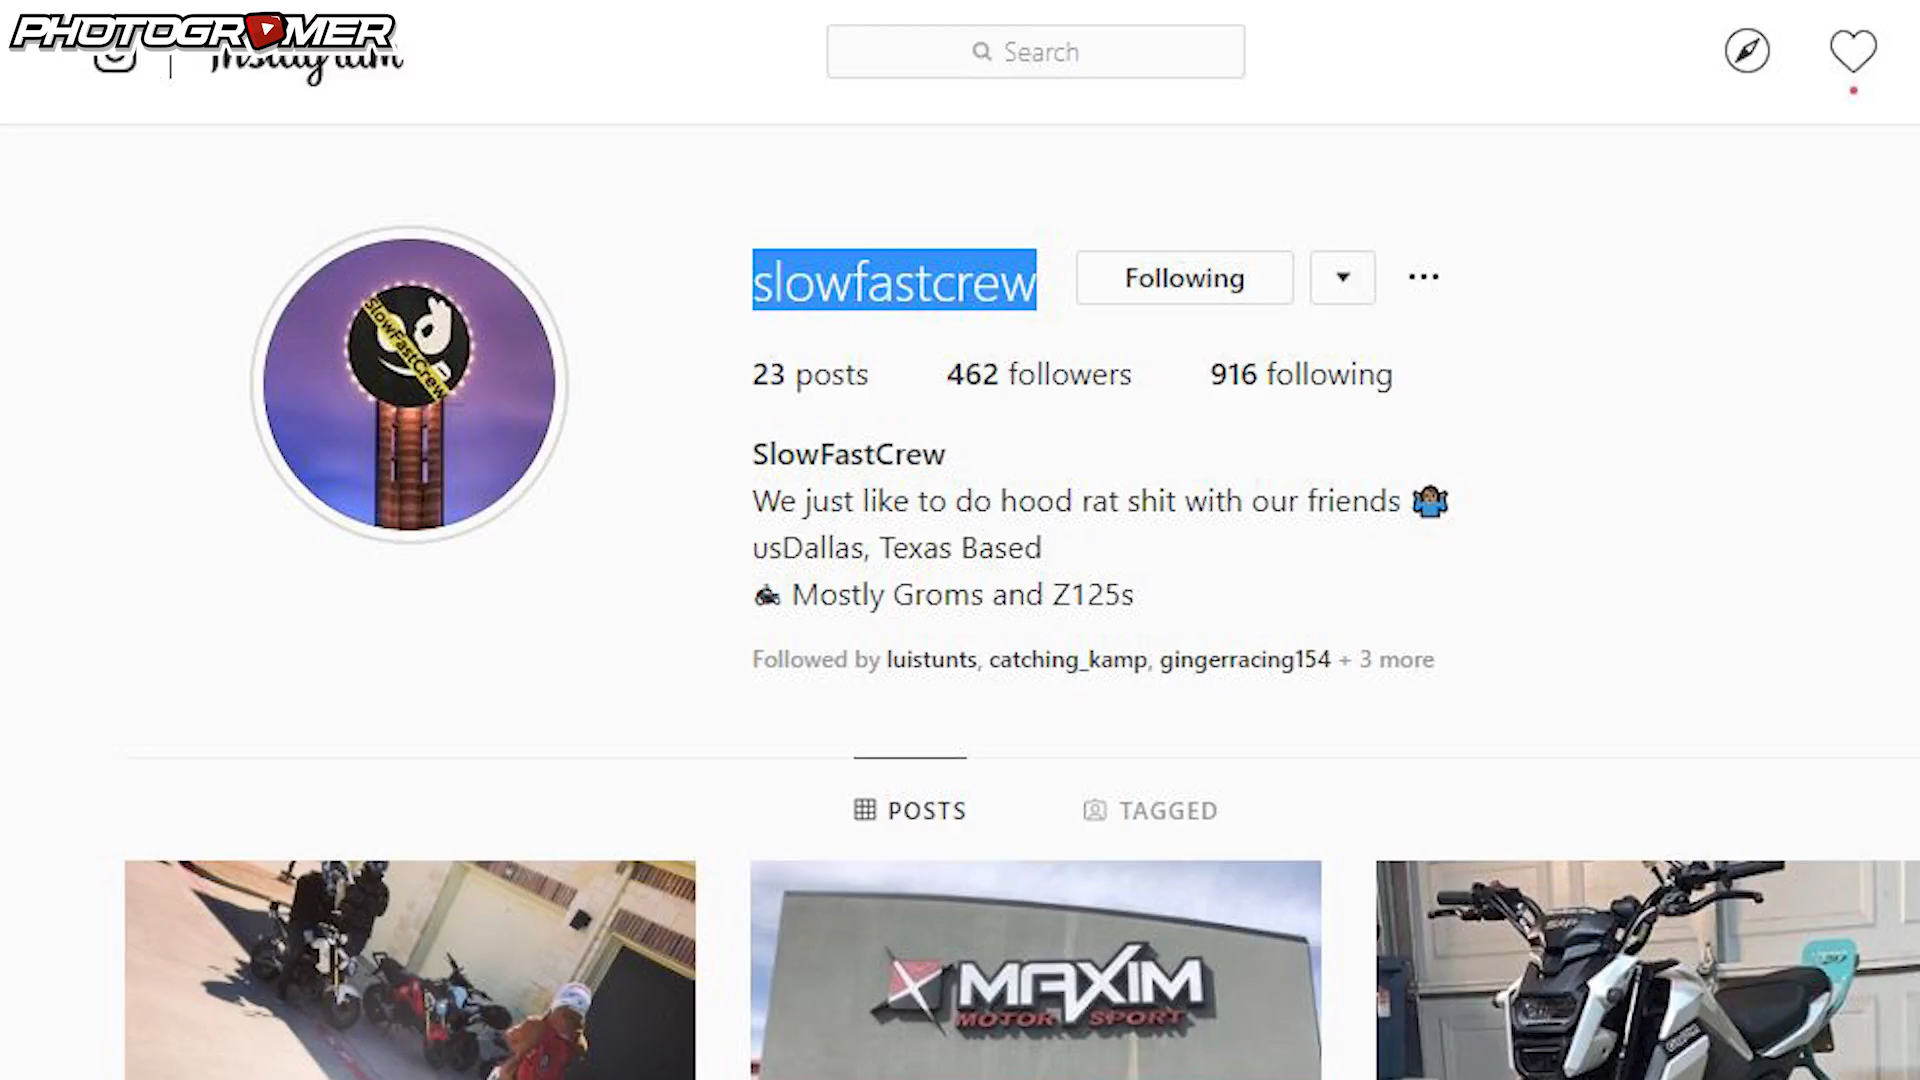 PHOTOGROMER
Instagram
Search
slowfastcrew
Following
23 posts 462 followers 916 following
SlowFastCrew
We just like to do hood rat shit with our friends 🤷🏾‍♂️
usDallas, Texas Based
🏍 Mostly Groms and Z125s
Followed by luistunts, catching_kamp, gingerracing154 + 3 more
POSTS TAGGED
SlowFastCrew
MAXIM
MOTOR SPORT